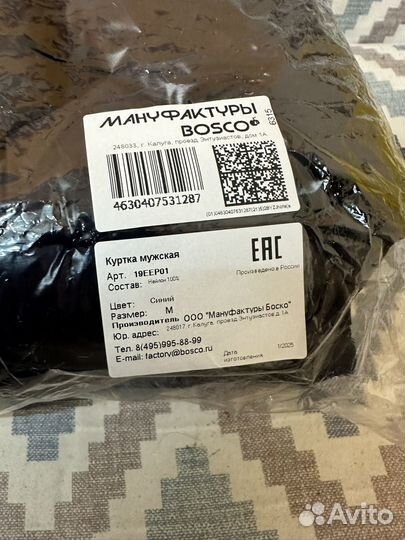 МАНУФАКТУРЫ
BOSCO
6315
248033, г. Калуга, проезд Энтузиастов, дом 1А
4630407531287
Куртка мужская
EAC
Арт. 19EEP01
Произведено в России
Состав: Нейлон 100%
Цвет: Синий
Размер: M
Производитель ООО "Мануфактуры Боско"
Юр. адрес: 248017, г. Калуга, проезд Энтузиастов д. 1А
Тел. 8(495)995-88-99
E-mail: factory@bosco.ru
Дата
изготовления
1/2025
Avito